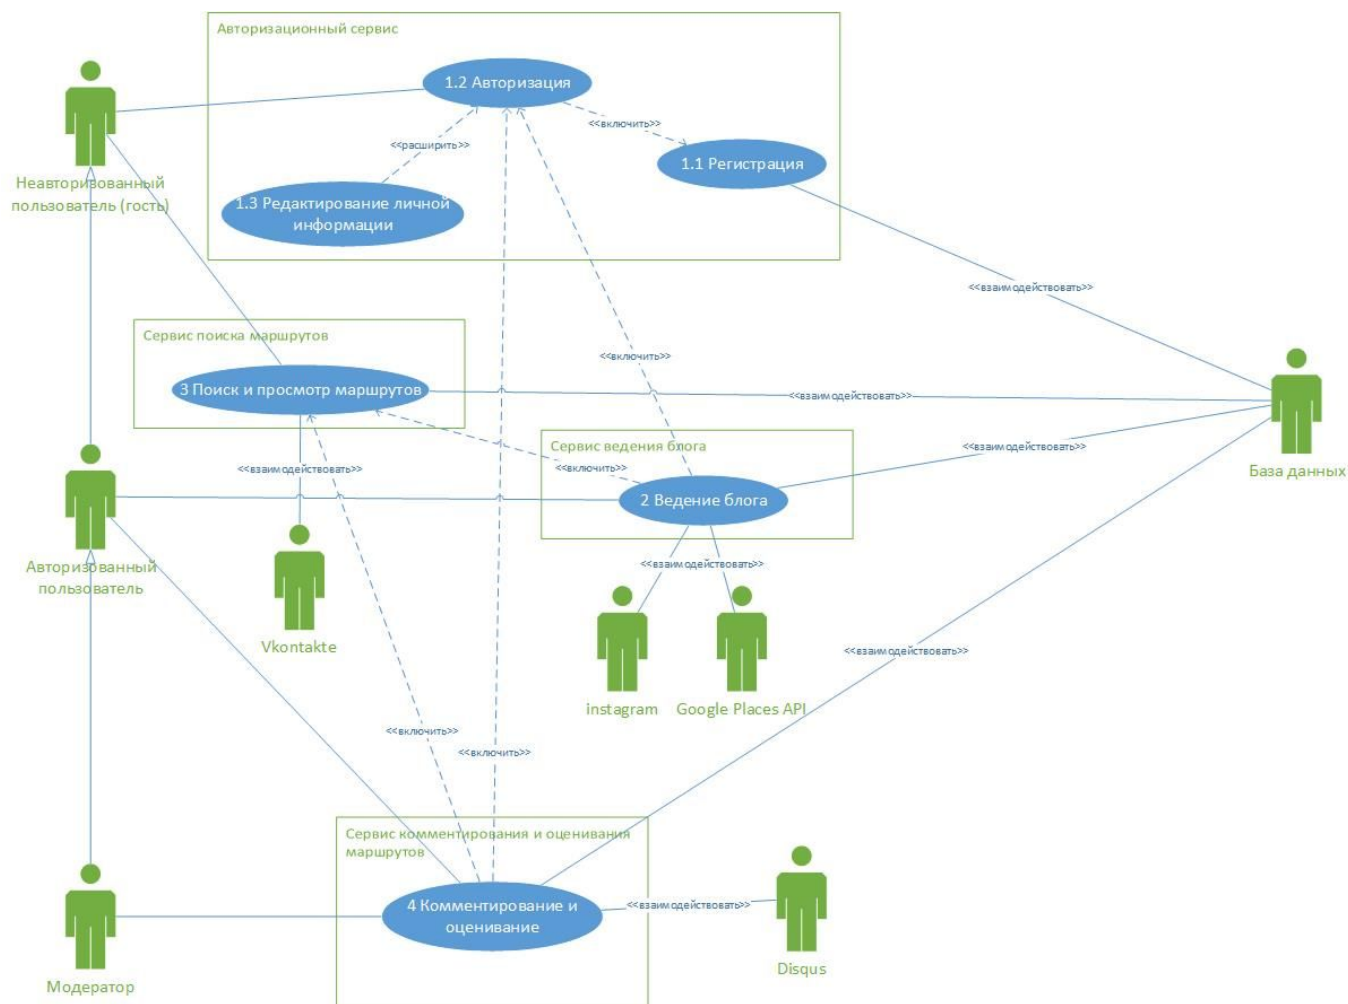 Авторизационный сервис
1.2 Авторизация
<<включить>>
<<расширить>>
1.1 Регистрация
Неавторизованный
пользователь (гость)
1.3 Редактирование личной
информации
<<взаимодействовать>>
Сервис поиска маршрутов
<<включить>>
3 Поиск и просмотр маршрутов
<<взаимодействовать>>
Сервис ведения блога
<<взаимодействовать>>
<<взаимодействовать>>
<<включить>>
База данных
2 Ведение блога
Авторизованный
пользователь
<<взаимодействовать>>
Vkontakte
<<взаимодействовать>>
instagram
Google Places API
<<включить>>
<<включить>>
Сервис комментирования и оценивания
маршрутов
4 Комментирование и
оценивание
<<взаимодействовать>>
Disqus
Модератор